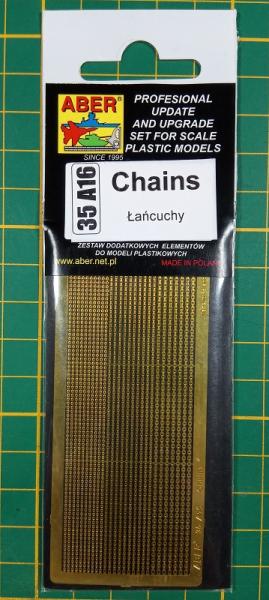 ABER®
SINCE 1995
PROFESIONAL
UPDATE
AND UPGRADE
SET FOR SCALE
PLASTIC MODELS
35 A16
Chains
Łańcuchy
ZESTAW DODATKOWYCH ELEMENTÓW
DO MODELI PLASTIKOWYCH
www.aber.net.pl
MADE IN POLAND